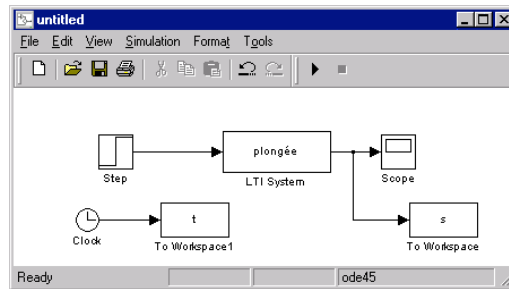 untitled
File Edit View Simulation Format Tools
plongée
Step
LTI System
Scope
t
s
Clock
To Workspace1
To Workspace
Ready
ode45